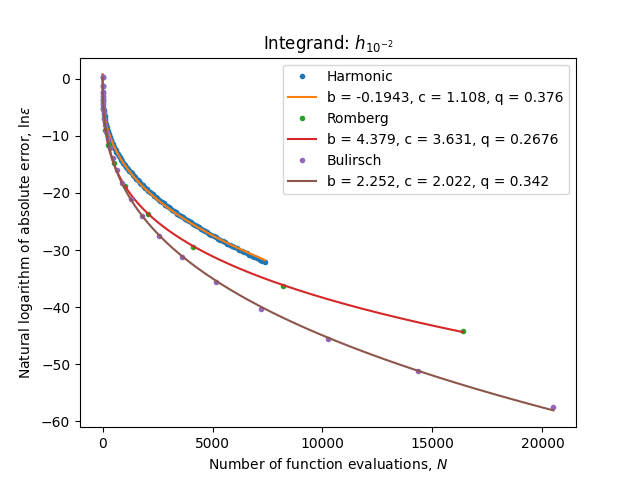 Integrand: h₁₀₋₂
Harmonic
b = -0.1943, c = 1.108, q = 0.376
Romberg
b = 4.379, c = 3.631, q = 0.2676
Bulirsch
b = 2.252, c = 2.022, q = 0.342
Natural logarithm of absolute error, lnε
0
−10
−20
−30
−40
−50
−60
0
5000
10000
15000
20000
Number of function evaluations, N